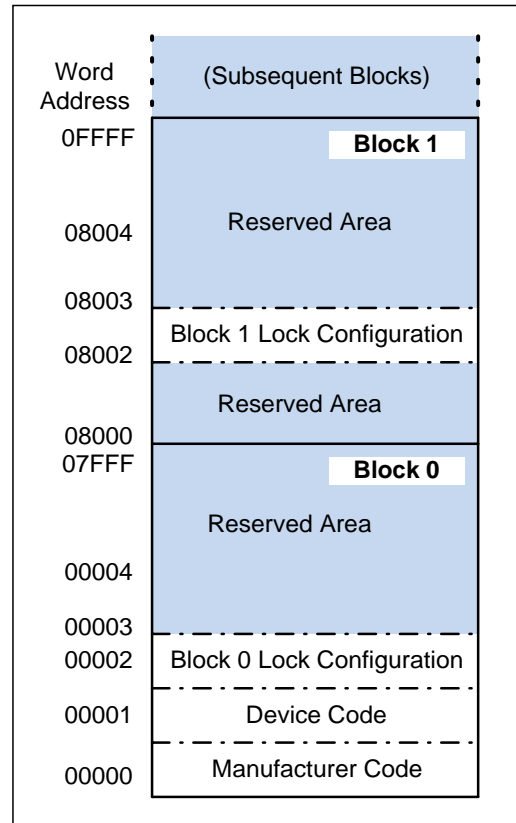 Word
Address
(Subsequent Blocks)
0FFFF
Block 1
Reserved Area
08004
08003
Block 1 Lock Configuration
08002
Reserved Area
08000
07FFF
Block 0
Reserved Area
00004
00003
00002
Block 0 Lock Configuration
00001
Device Code
00000
Manufacturer Code